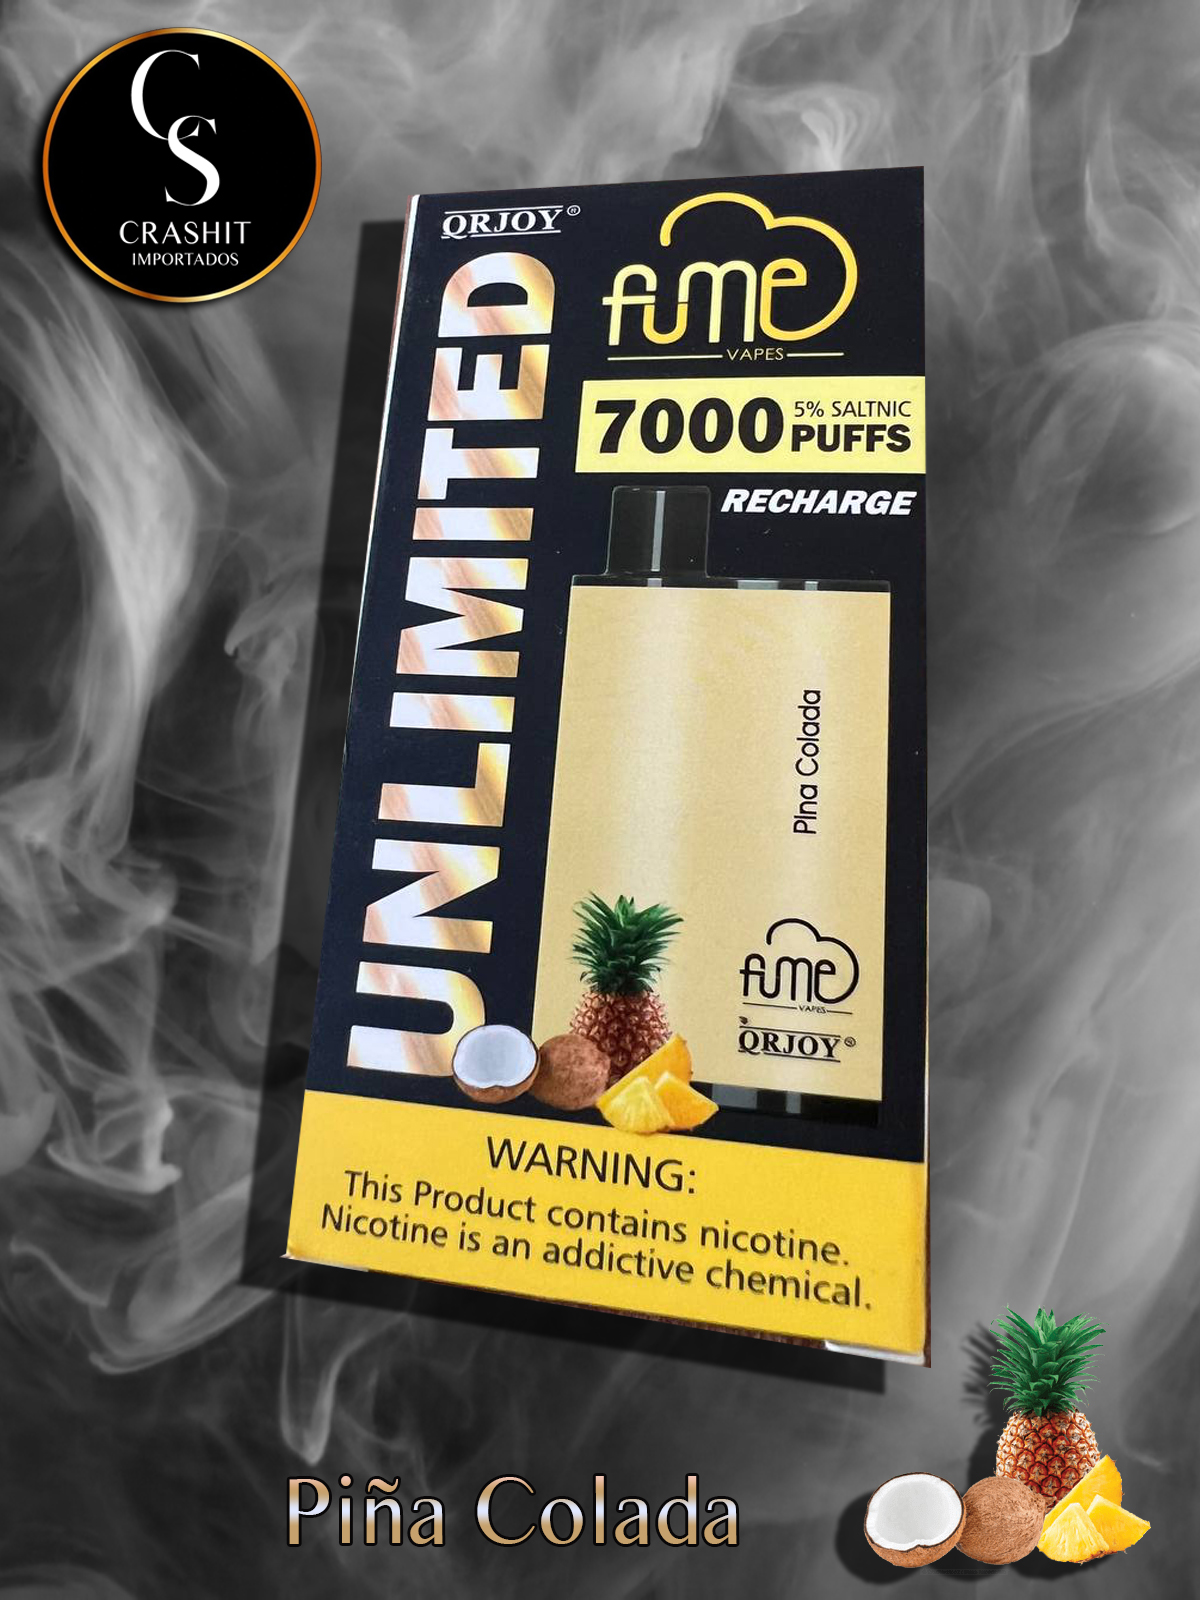 CS
CRASHIT
IMPORTADOS
QRJOY®
UNLIMITED
fume
VAPES
7000 5% SALTNIC
PUFFS
RECHARGE
PIna Colada
fume
VAPES
QRJOY®
WARNING:
This Product contains nicotine.
Nicotine is an addictive chemical.
Piña Colada